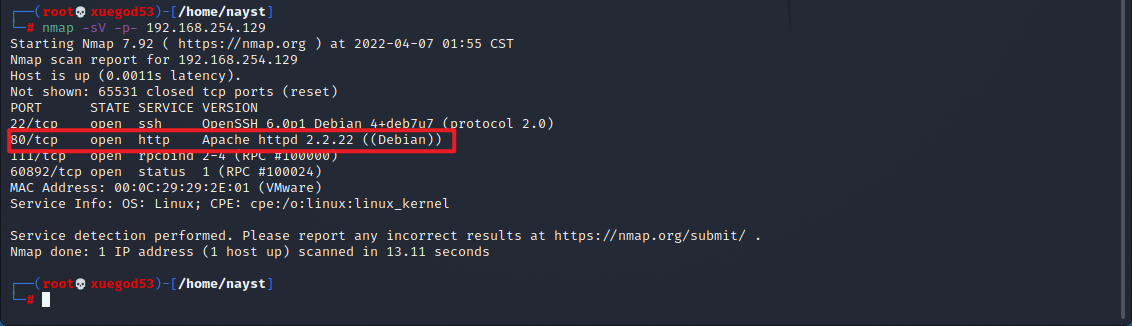 ┌──(root💀xuegod53)-[/home/nayst]
└─# nmap -sV -p- 192.168.254.129
Starting Nmap 7.92 ( https://nmap.org ) at 2022-04-07 01:55 CST
Nmap scan report for 192.168.254.129
Host is up (0.0011s latency).
Not shown: 65531 closed tcp ports (reset)
PORT      STATE SERVICE VERSION
22/tcp    open  ssh     OpenSSH 6.0p1 Debian 4+deb7u7 (protocol 2.0)
80/tcp    open  http    Apache httpd 2.2.22 ((Debian))
111/tcp   open  rpcbind 2-4 (RPC #100000)
60892/tcp open  status  1 (RPC #100024)
MAC Address: 00:0C:29:29:2E:01 (VMware)
Service Info: OS: Linux; CPE: cpe:/o:linux:linux_kernel
Service detection performed. Please report any incorrect results at https://nmap.org/submit/ .
Nmap done: 1 IP address (1 host up) scanned in 13.11 seconds
┌──(root💀xuegod53)-[/home/nayst]
└─#